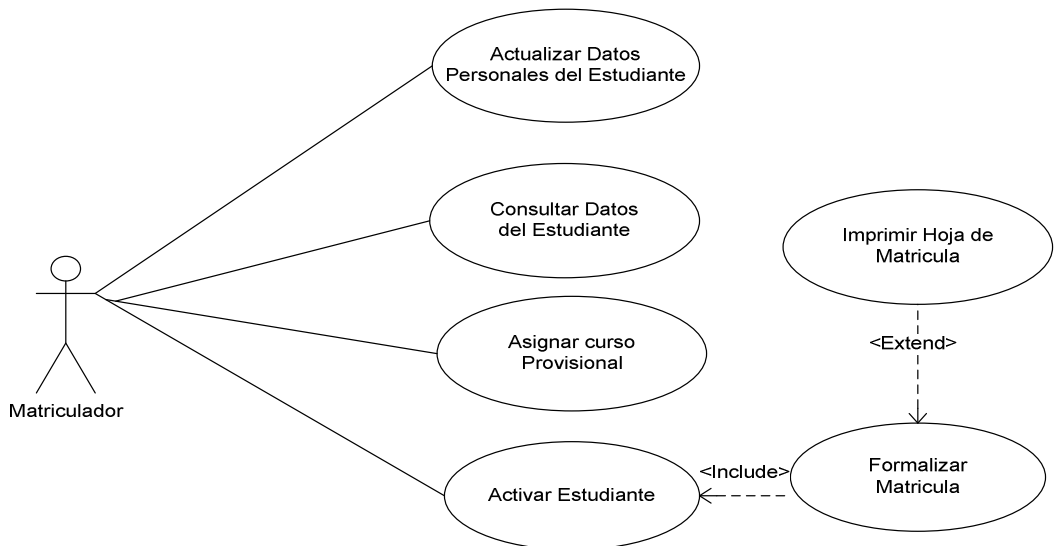 Actualizar Datos
Personales del Estudiante
Consultar Datos
del Estudiante
Imprimir Hoja de
Matricula
<Extend>
Asignar curso
Provisional
Matriculador
Formalizar
Matricula
<Include>
Activar Estudiante